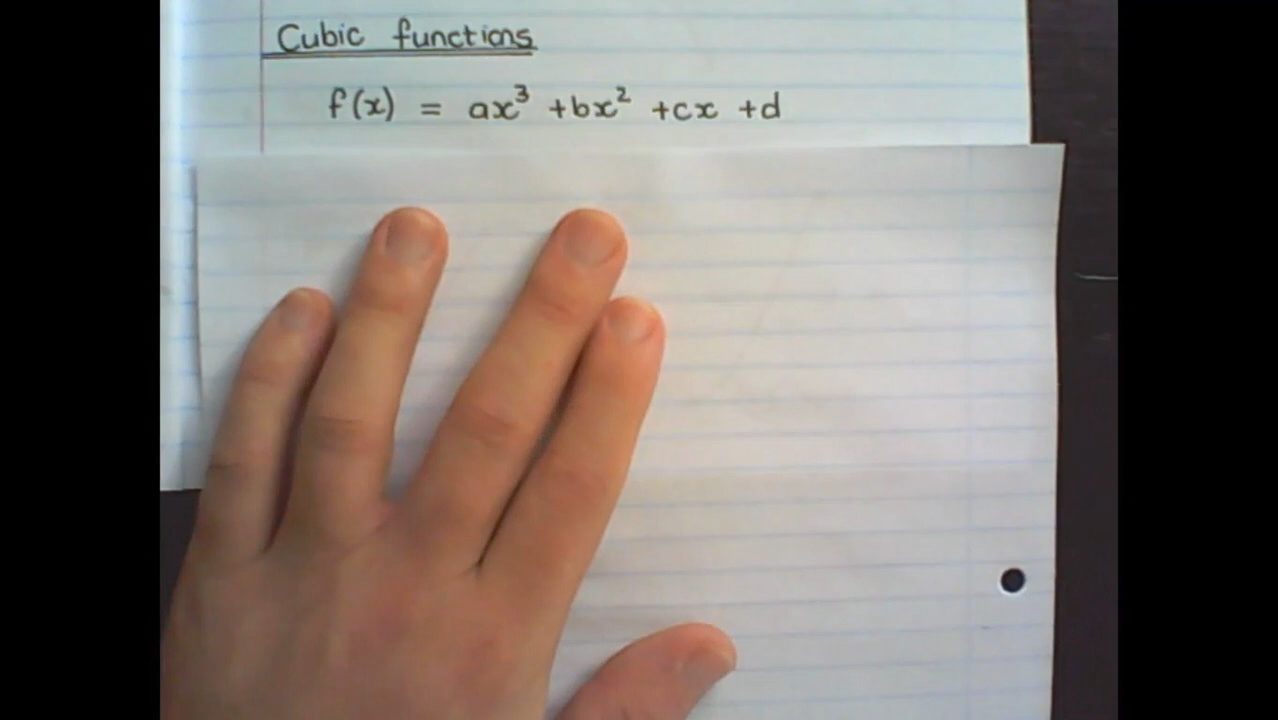 Cubic functions
f(x) = ax³ +bx² +cx +d